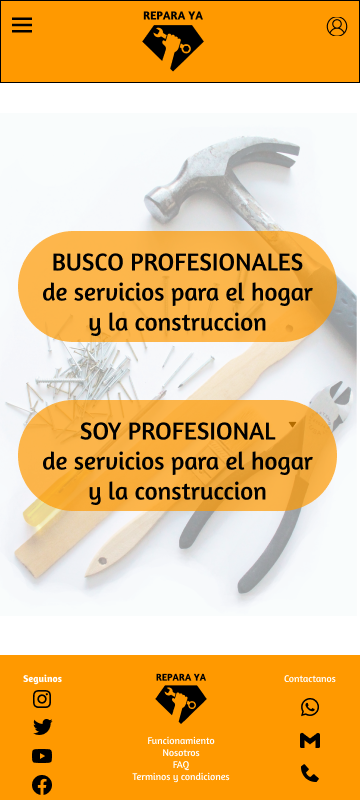 REPARA YA
BUSCO PROFESIONALES
de servicios para el hogar
y la construccion
SOY PROFESIONAL
de servicios para el hogar
y la construccion
Seguinos
REPARA YA
Contactanos
Funcionamiento
Nosotros
FAQ
Terminos y condiciones